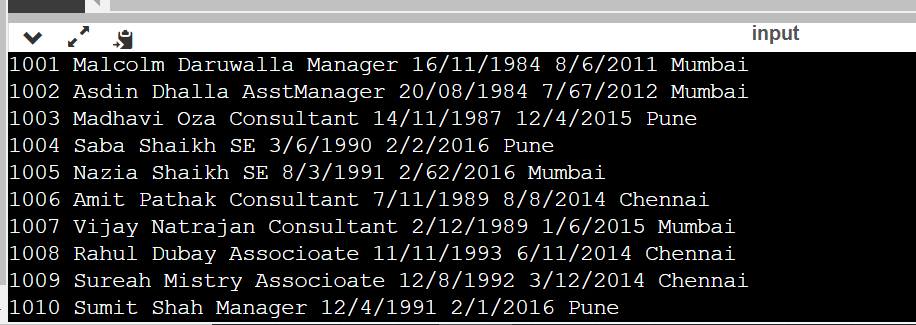 input
1001 Malcolm Daruwalla Manager 16/11/1984 8/6/2011 Mumbai
1002 Asdin Dhalla AsstManager 20/08/1984 7/67/2012 Mumbai
1003 Madhavi Oza Consultant 14/11/1987 12/4/2015 Pune
1004 Saba Shaikh SE 3/6/1990 2/2/2016 Pune
1005 Nazia Shaikh SE 8/3/1991 2/62/2016 Mumbai
1006 Amit Pathak Consultant 7/11/1989 8/8/2014 Chennai
1007 Vijay Natrajan Consultant 2/12/1989 1/6/2015 Mumbai
1008 Rahul Dubay Associoate 11/11/1993 6/11/2014 Chennai
1009 Sureah Mistry Associoate 12/8/1992 3/12/2014 Chennai
1010 Sumit Shah Manager 12/4/1991 2/1/2016 Pune